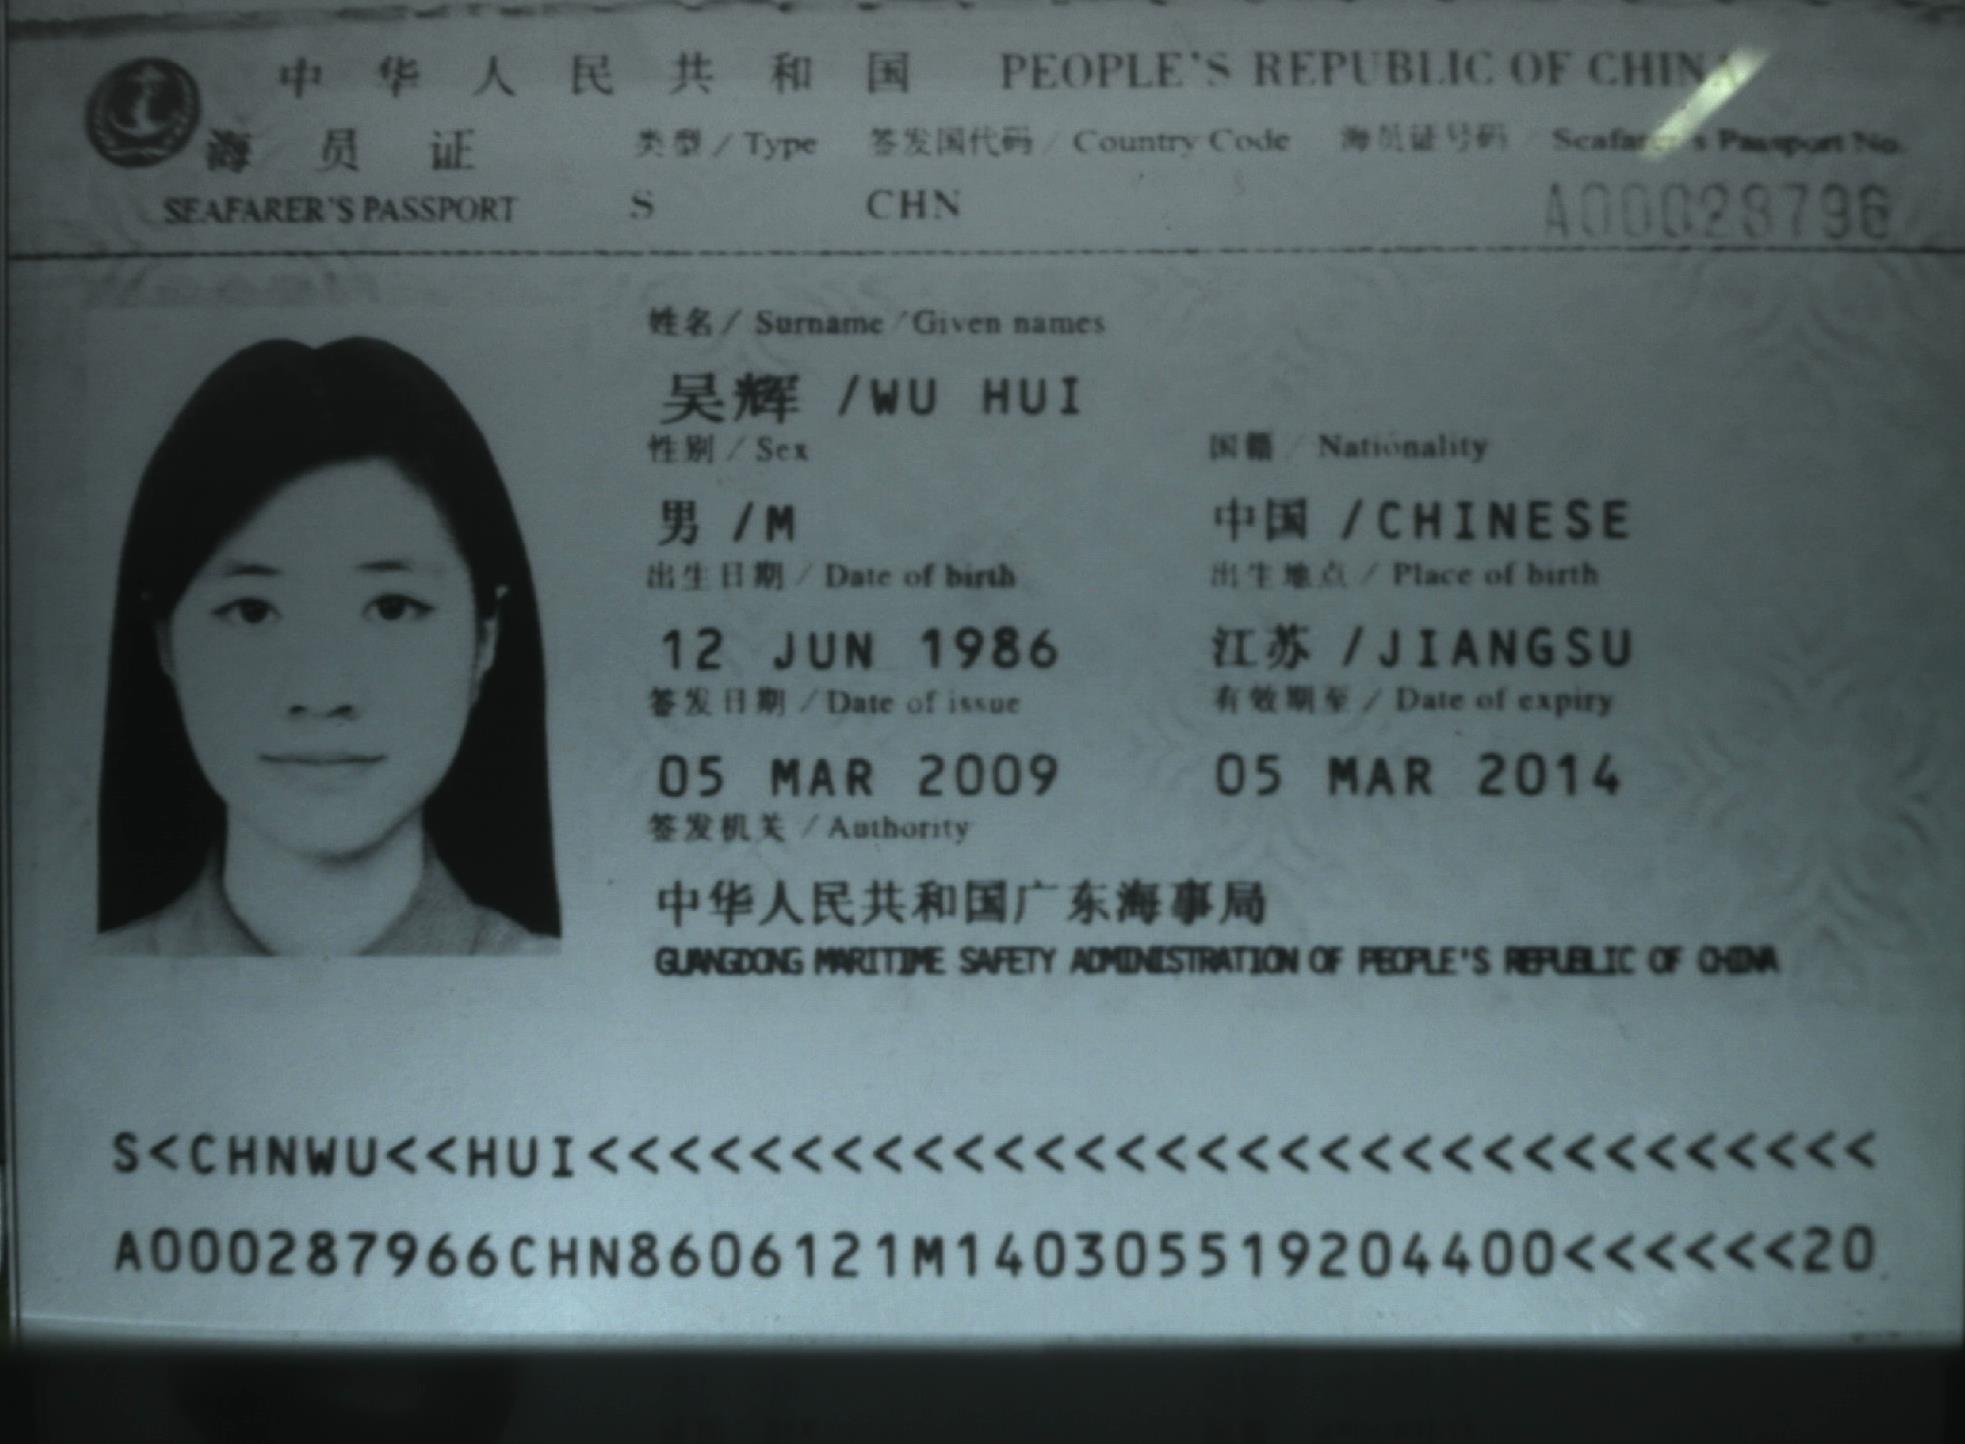 中华人民共和国 PEOPLE'S REPUBLIC OF CHINA
海员证 类型 / Type 签发国代码 / Country Code 海员证号码 / Seafarer's Passport No.
SEAFARER'S PASSPORT S CHN A00028796
姓名 / Surname / Given names
吴辉 /WU HUI
性别 / Sex 国籍 / Nationality
男 /M 中国 /CHINESE
出生日期 / Date of birth 出生地点 / Place of birth
12 JUN 1986 江苏 /JIANGSU
签发日期 / Date of issue 有效期至 / Date of expiry
05 MAR 2009 05 MAR 2014
签发机关 / Authority
中华人民共和国广东海事局
GUANGDONG MARITIME SAFETY ADMINISTRATION OF PEOPLE'S REPUBLIC OF CHINA
S<CHNWU<<HUI<<<<<<<<<<<<<<<<<<<<<<<<<<<<<<<<
A000287966CHN8606121M140305519204400<<<<<<20